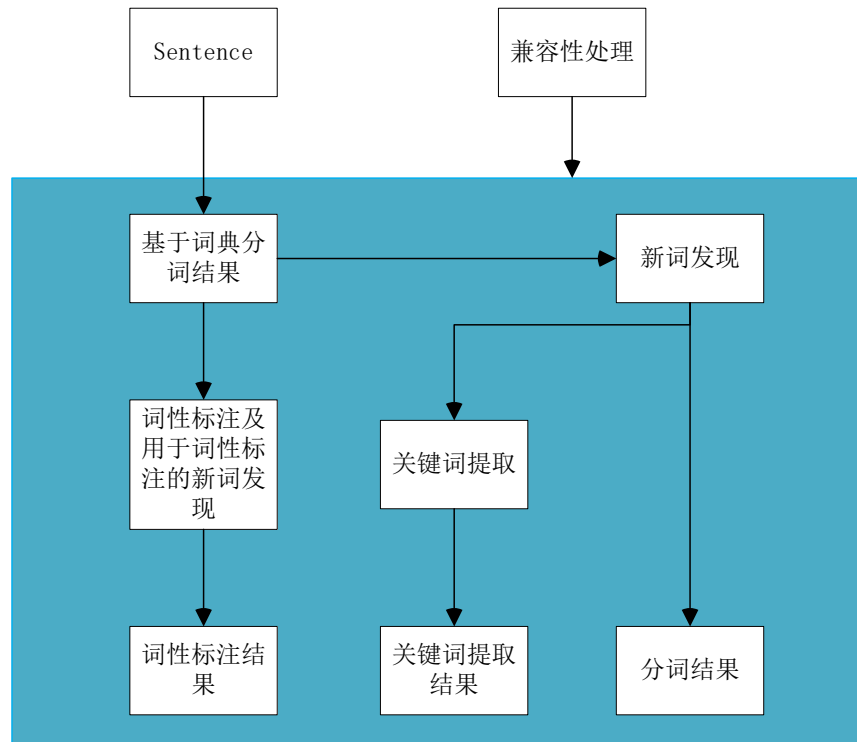 Sentence
兼容性处理
基于词典分
词结果
新词发现
词性标注及
用于词性标
注的新词发
现
关键词提取
词性标注结
果
关键词提取
结果
分词结果